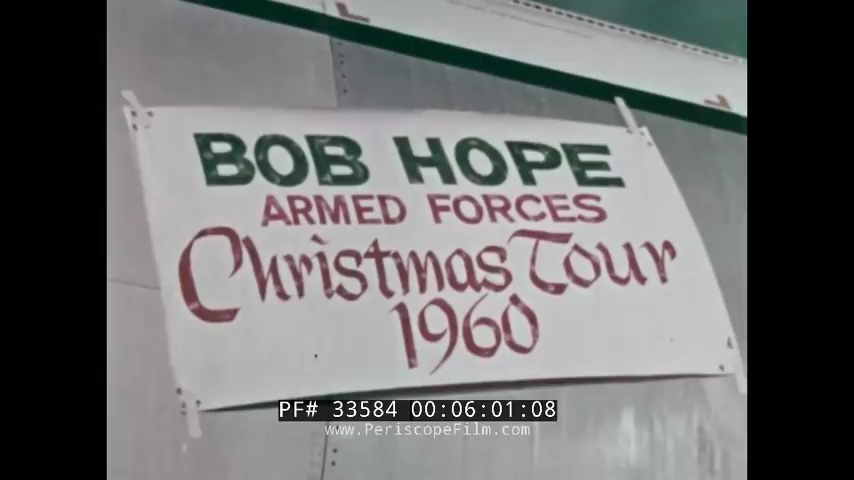 BOB HOPE
ARMED FORCES
Christmas Tour
1960
PF# 33584 00:06:01:08
www.PeriscopeFilm.com